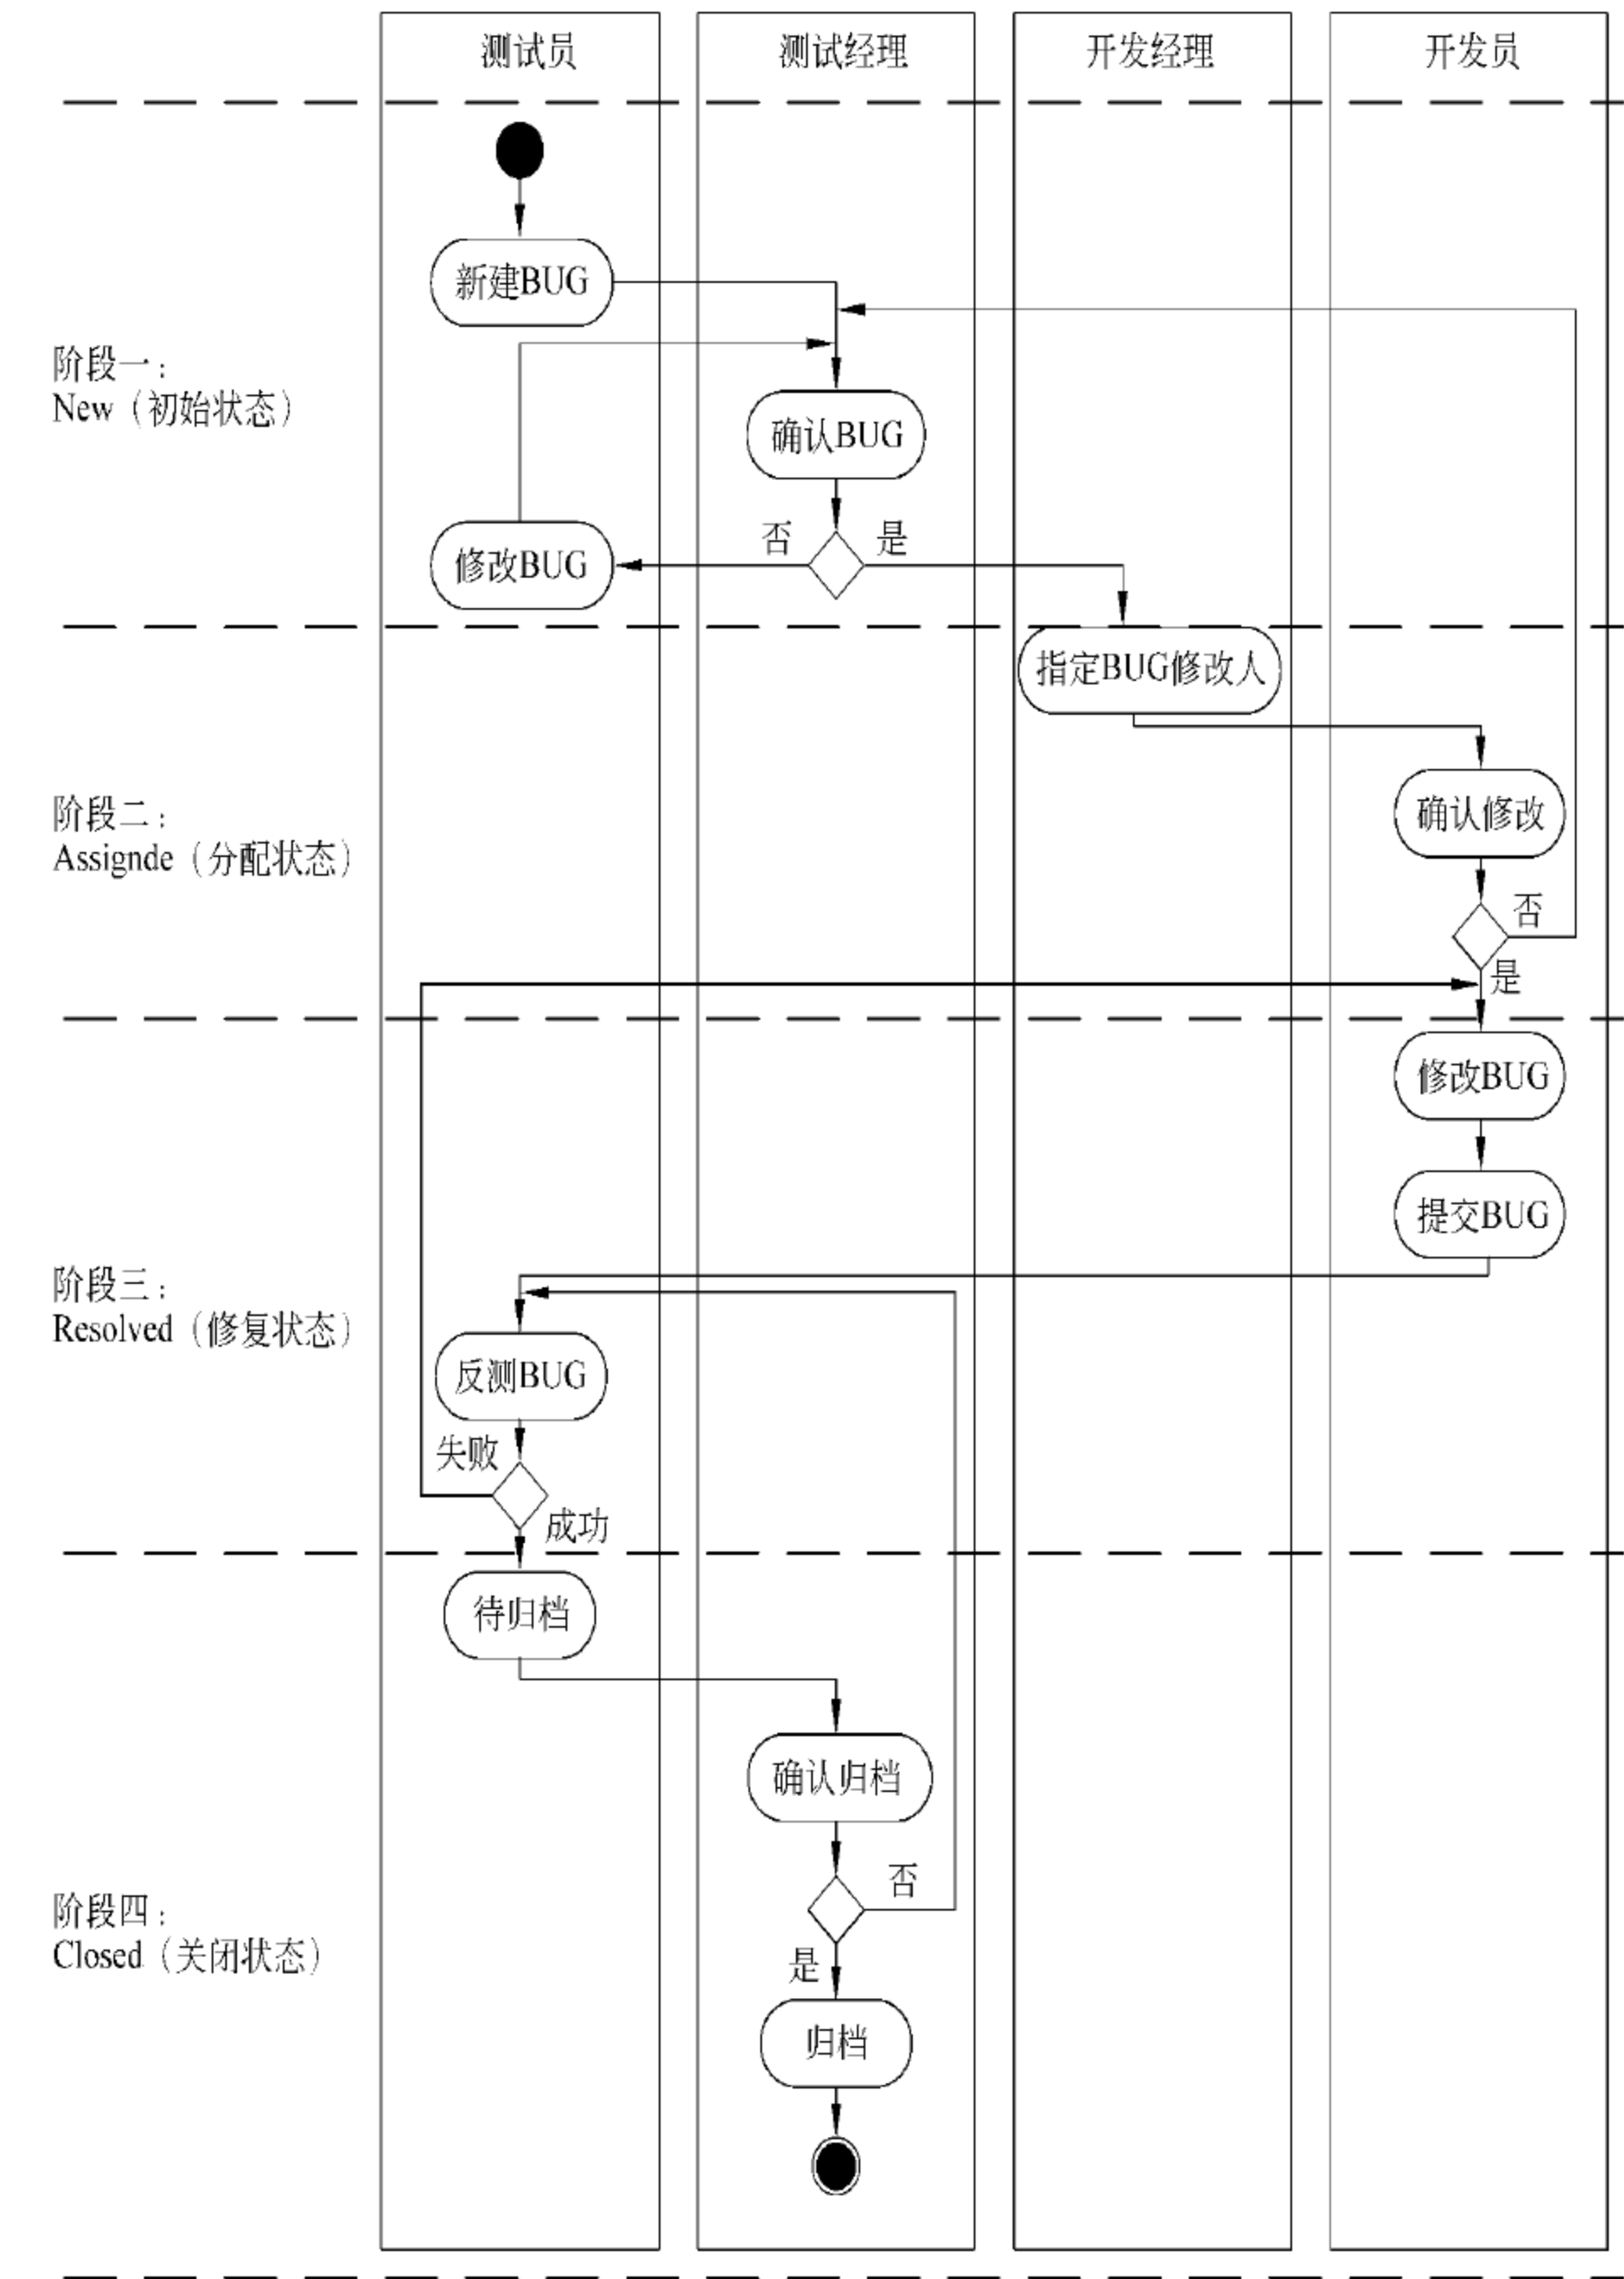 测试员
测试经理
开发经理
开发员
新建BUG
阶段一：
New（初始状态）
确认BUG
否
是
修改BUG
指定BUG修改人
阶段二：
Assignde（分配状态）
确认修改
否
是
修改BUG
提交BUG
阶段三：
Resolved（修复状态）
反测BUG
失败
成功
待归档
确认归档
否
阶段四：
Closed（关闭状态）
是
归档